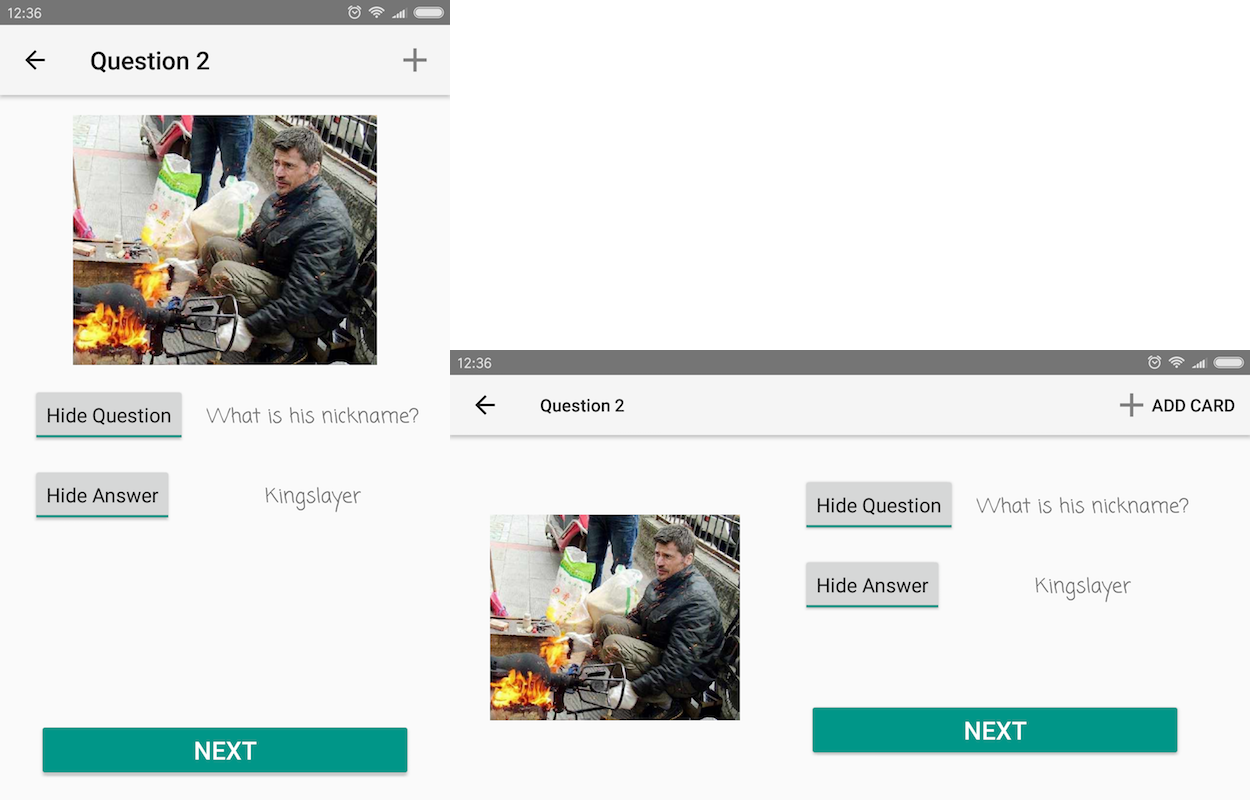 12:36
Question 2
Hide Question What is his nickname?
Hide Answer Kingslayer
NEXT
12:36
Question 2 ADD CARD
Hide Question What is his nickname?
Hide Answer Kingslayer
NEXT